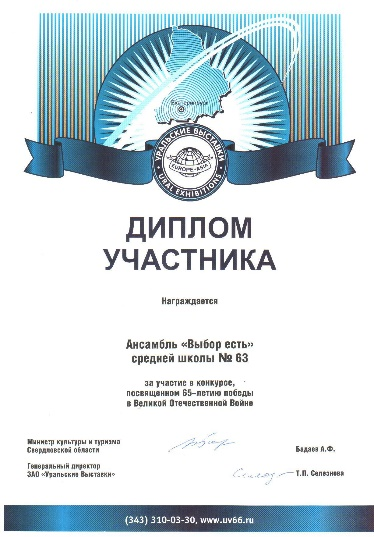 Екатеринбург
УРАЛЬСКИЕ ВЫСТАВКИ
EUROPE-ASIA
URAL EXHIBITIONS
ДИПЛОМ
УЧАСТНИКА
Награждается
Ансамбль «Выбор есть»
средней школы № 63
за участие в конкурсе,
посвященном 65-летию победы
в Великой Отечественной Войне
Министр культуры и туризма
Свердловской области
Бадаев А.Ф.
Генеральный директор
ЗАО «Уральские Выставки»
Т.П. Селезнева
(343) 310-03-30, www.uv66.ru